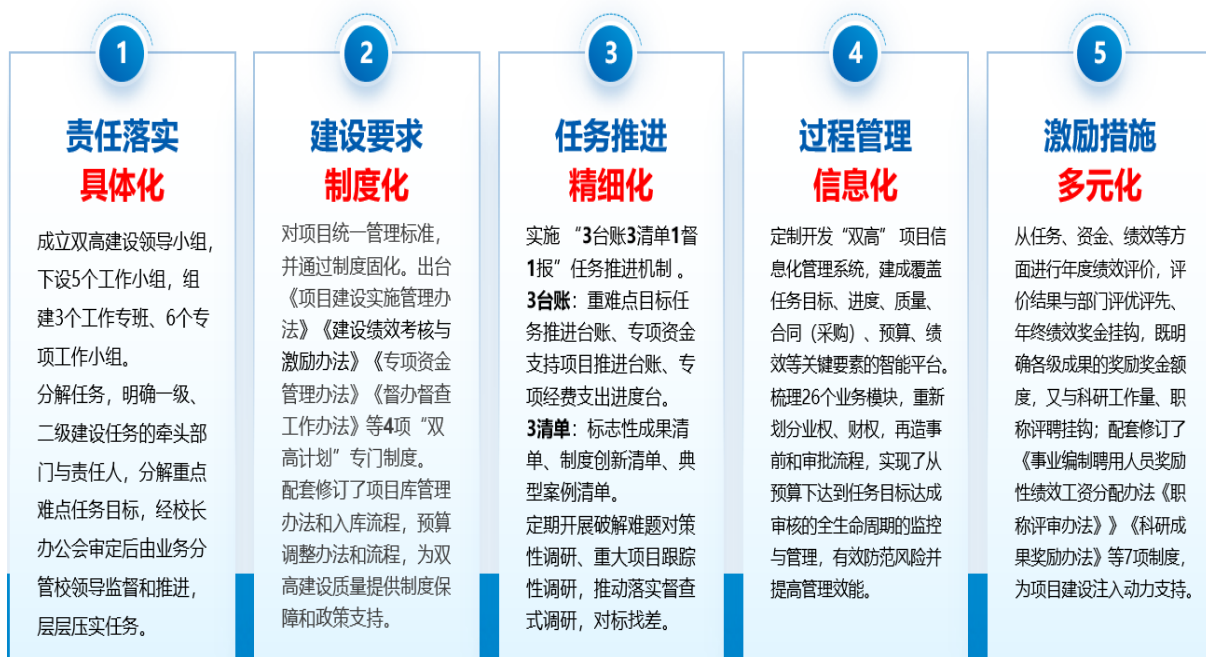 1
责任落实
具体化
成立双高建设领导小组，
下设5个工作小组，组
建3个工作专班、6个专
项工作小组。
分解任务，明确一级、
二级建设任务的牵头部
门与责任人，分解重点
难点任务目标，经校长
办公会审定后由业务分
管校领导监督和推进，
层层压实任务。
2
建设要求
制度化
对项目统一管理标准，
并通过制度固化。出台
《项目建设实施管理办
法》《建设绩效考核与
激励办法》《专项资金
管理办法》《督办督查
工作办法》等4项“双
高计划”专门制度。
配套修订了项目库管理
办法和入库流程，预算
调整办法和流程，为双
高建设质量提供制度保
障和政策支持。
3
任务推进
精细化
实施“3台账3清单1督
1报”任务推进机制 。
3台账：重难点目标任
务推进台账、专项资金
支持项目推进台账、专
项经费支出进度台。
3清单：标志性成果清
单、制度创新清单、典
型案例清单。
定期开展破解难题对策
性调研、重大项目跟踪
性调研，推动落实督查
式调研，对标找差。
4
过程管理
信息化
定制开发“双高” 项目信
息化管理系统，建成覆盖
任务目标、进度、质量、
合同（采购）、预算、绩
效等关键要素的智能平台。
梳理26个业务模块，重新
划分业权、财权，再造事
前和审批流程，实现了从
预算下达到任务目标达成
审核的全生命周期的监控
与管理，有效防范风险并
提高管理效能。
5
激励措施
多元化
从任务、资金、绩效等方
面进行年度绩效评价，评
价结果与部门评优评先、
年终绩效奖金挂钩，既明
确各级成果的奖励奖金额
度，又与科研工作量、职
称评聘挂钩；配套修订了
《事业编制聘用人员奖励
性绩效工资分配办法《职
称评审办法》》《科研成
果奖励办法》等7项制度，
为项目建设注入动力支持。